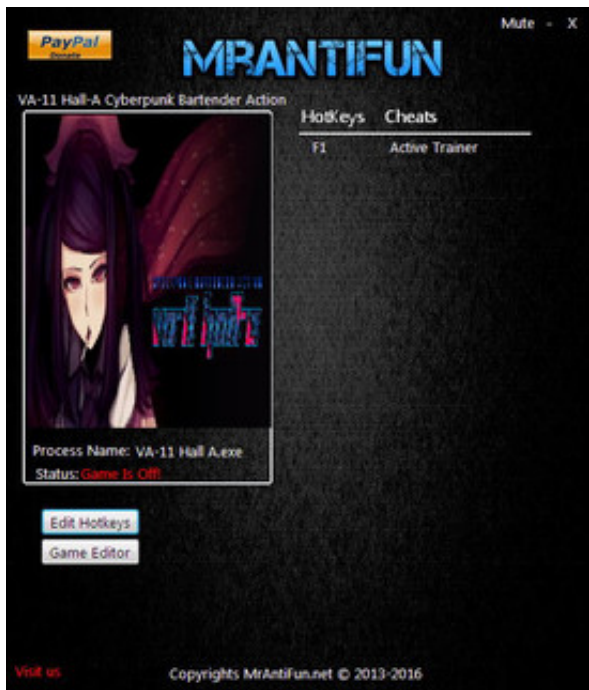 Mute - X
PayPal
Donate
MRANTIFUN
VA-11 Hall-A Cyberpunk Bartender Action
HotKeys Cheats
F1 Active Trainer
Process Name: VA-11 Hall A.exe
Status: Game Is Off!
Edit Hotkeys
Game Editor
Visit us
Copyrights MrAntiFun.net © 2013-2016